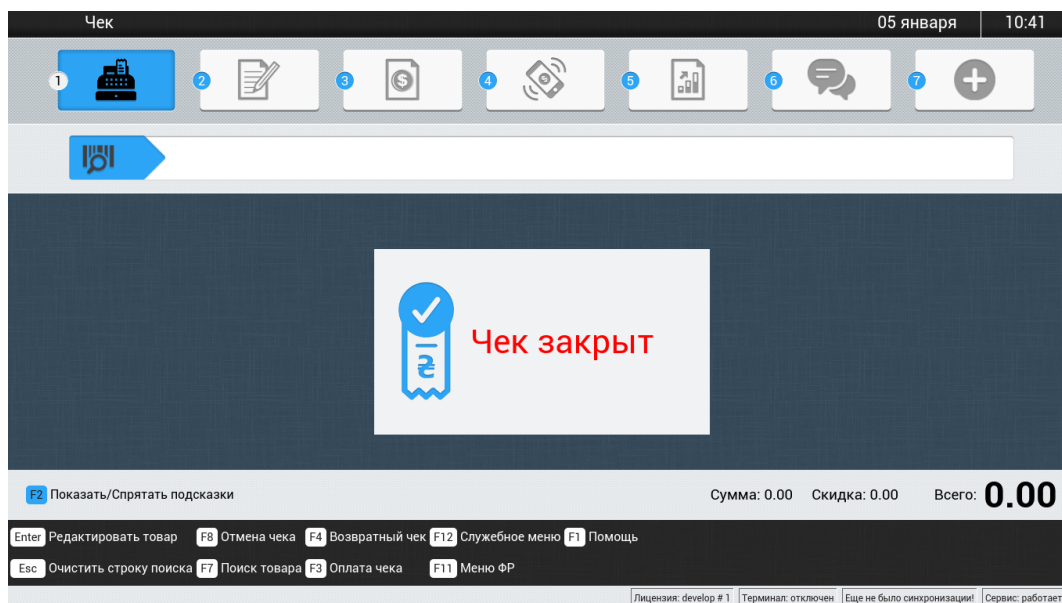 Чек 05 января 10:41
1 2 3 4 5 6 7
Чек закрыт
F2 Показать/Спрятать подсказки Сумма: 0.00 Скидка: 0.00 Всего: 0.00
Enter Редактировать товар F8 Отмена чека F4 Возвратный чек F12 Служебное меню F1 Помощь
Esc Очистить строку поиска F7 Поиск товара F3 Оплата чека F11 Меню ФР
Лицензия: develop # 1 Терминал: отключен Еще не было синхронизации! Сервис: работает